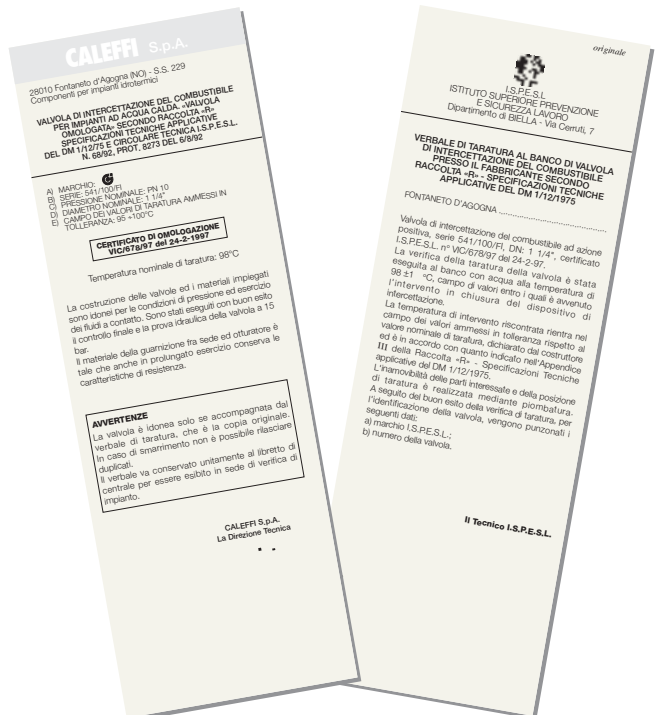 CALEFFI S.p.A.
28010 Fontaneto d'Agogna (NO) - S.S. 229
Componenti per impianti idrotermici
VALVOLA DI INTERCETTAZIONE DEL COMBUSTIBILE
PER IMPIANTI AD ACQUA CALDA. «VALVOLA
OMOLOGATA» SECONDO RACCOLTA «R»
SPECIFICAZIONI TECNICHE APPLICATIVE
DEL DM 1/12/75 E CIRCOLARE TECNICA I.S.P.E.S.L.
N. 68/92, PROT. 8273 DEL 6/8/92
A) MARCHIO:
B) SERIE: 541/100/FI
C) PRESSIONE NOMINALE: PN 10
D) DIAMETRO NOMINALE: 1 1/4"
E) CAMPO DEI VALORI DI TARATURA AMMESSI IN
TOLLERANZA: 95 ÷100°C
CERTIFICATO DI OMOLOGAZIONE
VIC/678/97 del 24-2-1997
Temperatura nominale di taratura: 98°C
La costruzione delle valvole ed i materiali impiegati
sono idonei per le condizioni di pressione ed esercizio
dei fluidi a contatto. Sono stati eseguiti con buon esito
il controllo finale e la prova idraulica della valvola a 15
bar.
Il materiale della guarnizione fra sede ed otturatore è
tale che anche in prolungato esercizio conserva le
caratteristiche di resistenza.
AVVERTENZE
La valvola è idonea solo se accompagnata dal
verbale di taratura, che è la copia originale.
In caso di smarrimento non è possibile rilasciare
duplicati.
Il verbale va conservato unitamente al libretto di
centrale per essere esibito in sede di verifica di
impianto.
CALEFFI S.p.A.
La Direzione Tecnica
originale
I.S.P.E.S.L
ISTITUTO SUPERIORE PREVENZIONE
E SICUREZZA LAVORO
Dipartimento di BIELLA - Via Cerruti, 7
VERBALE DI TARATURA AL BANCO DI VALVOLA
DI INTERCETTAZIONE DEL COMBUSTIBILE
PRESSO IL FABBRICANTE SECONDO
RACCOLTA «R» - SPECIFICAZIONI TECNICHE
APPLICATIVE DEL DM 1/12/1975
FONTANETO D'AGOGNA ......................................
Valvola di intercettazione del combustibile ad azione
positiva, serie 541/100/FI, DN: 1 1/4", certificato
I.S.P.E.S.L. n° VIC/678/97 del 24-2-97.
La verifica della taratura della valvola è stata
eseguita al banco con acqua alla temperatura di
98 ±1 °C, campo di valori entro i quali è avvenuto
l'intervento in chiusura del dispositivo di
intercettazione.
La temperatura di intervento riscontrata rientra nel
campo dei valori ammessi in tolleranza rispetto al
valore nominale di taratura, dichiarato dal costruttore
ed è in accordo con quanto indicato nell'Appendice
III della Raccolta «R» - Specificazioni Tecniche
applicative del DM 1/12/1975.
L'inamovibilità delle parti interessate e della posizione
di taratura è realizzata mediante piombatura.
A seguito del buon esito della verifica di taratura, per
l'identificazione della valvola, vengono punzonati i
seguenti dati:
a) marchio I.S.P.E.S.L.;
b) numero della valvola.
Il Tecnico I.S.P.E.S.L.